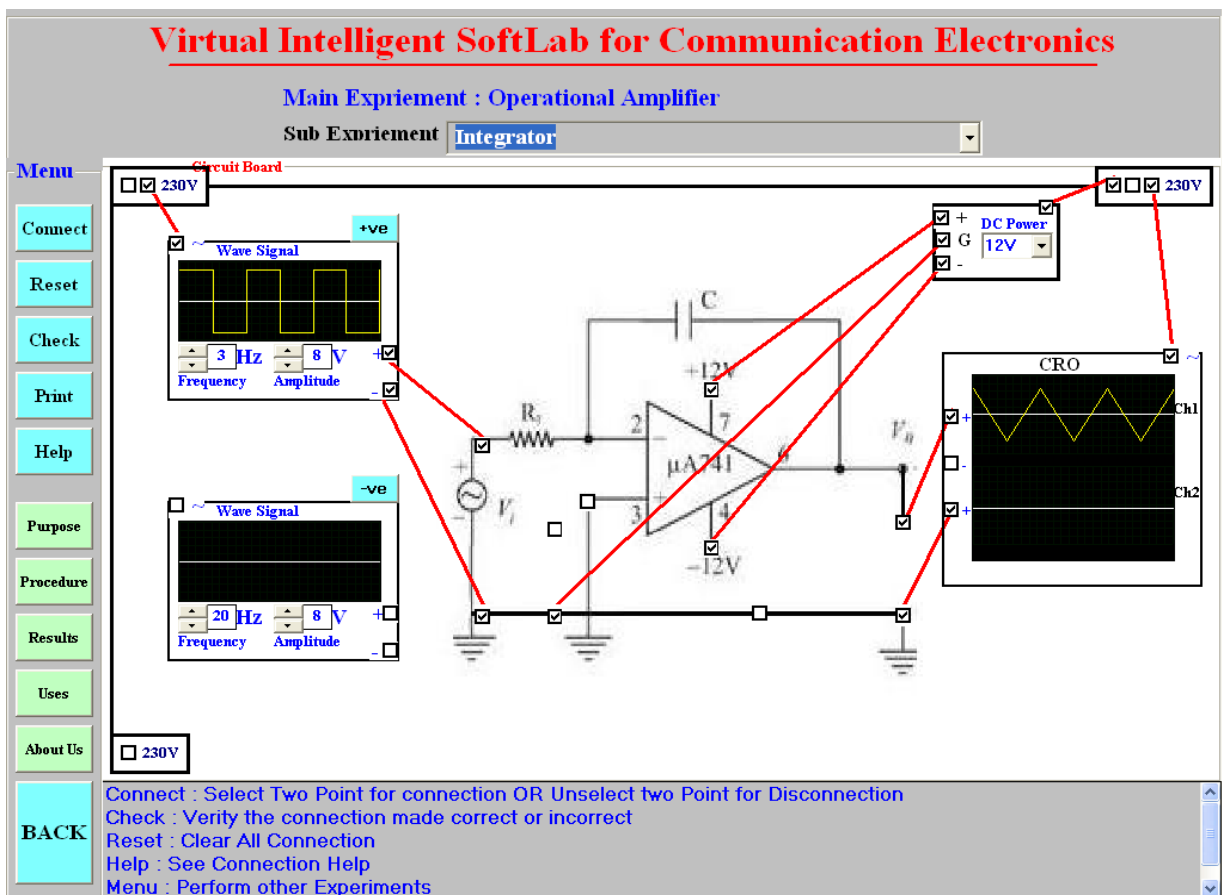 Virtual Intelligent SoftLab for Communication Electronics
Main Expriement : Operational Amplifier
Sub Expriement Integrator
Menu
Connect
Reset
Check
Print
Help
Purpose
Procedure
Results
Uses
About Us
BACK
Circuit Board
230V
230V
+ve
~ Wave Signal
3 Hz 8 V +
Frequency Amplitude -
-ve
~ Wave Signal
20 Hz 8 V +
Frequency Amplitude -
230V
+ DC Power
G 12V
-
C
+12V
R,
2 − 7
μA741 6
+
3 + 4
−12V
Vi
−
V0
~
CRO
+ Ch1
-
+ Ch2
Connect : Select Two Point for connection OR Unselect two Point for Disconnection
Check : Verify the connection made correct or incorrect
Reset : Clear All Connection
Help : See Connection Help
Menu : Perform other Experiments